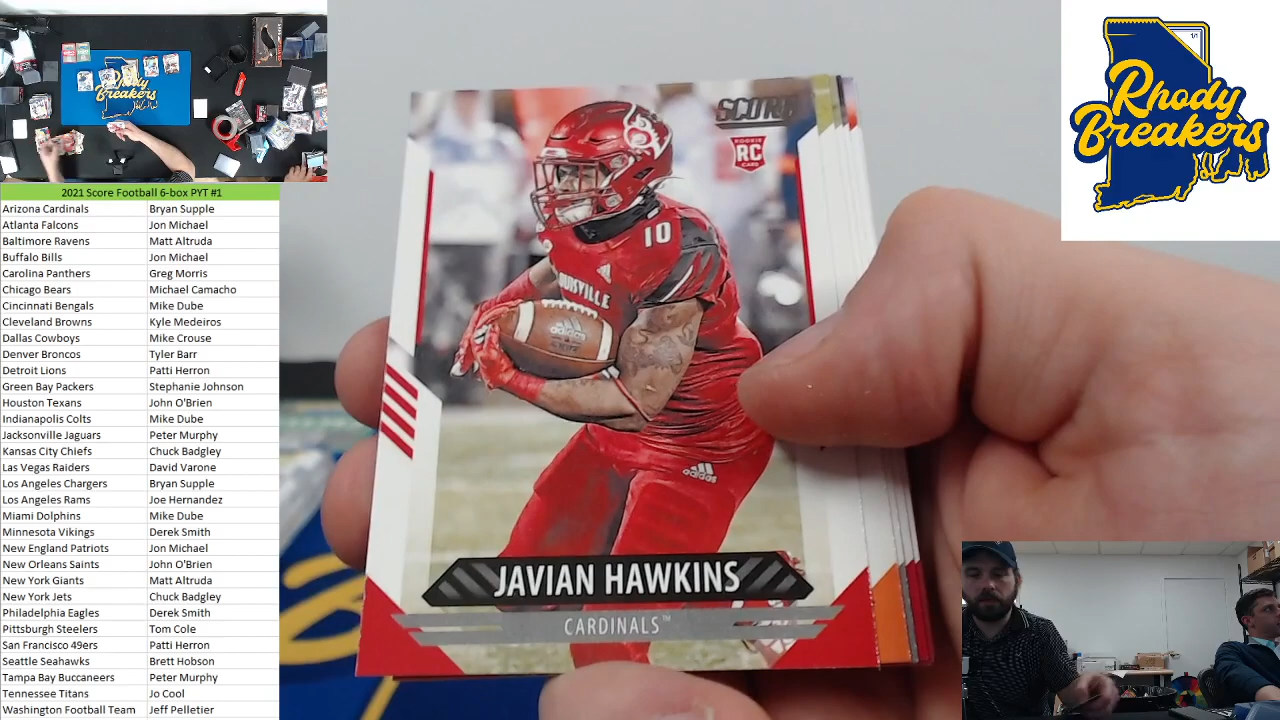 2021 Score Football 6-box PYT #1
Arizona Cardinals Bryan Supple
Atlanta Falcons Jon Michael
Baltimore Ravens Matt Altruda
Buffalo Bills Jon Michael
Carolina Panthers Greg Morris
Chicago Bears Michael Camacho
Cincinnati Bengals Mike Dube
Cleveland Browns Kyle Medeiros
Dallas Cowboys Mike Crouse
Denver Broncos Tyler Barr
Detroit Lions Patti Herron
Green Bay Packers Stephanie Johnson
Houston Texans John O'Brien
Indianapolis Colts Mike Dube
Jacksonville Jaguars Peter Murphy
Kansas City Chiefs Chuck Badgley
Las Vegas Raiders David Varone
Los Angeles Chargers Bryan Supple
Los Angeles Rams Joe Hernandez
Miami Dolphins Mike Dube
Minnesota Vikings Derek Smith
New England Patriots Jon Michael
New Orleans Saints John O'Brien
New York Giants Matt Altruda
New York Jets Chuck Badgley
Philadelphia Eagles Derek Smith
Pittsburgh Steelers Tom Cole
San Francisco 49ers Patti Herron
Seattle Seahawks Brett Hobson
Tampa Bay Buccaneers Peter Murphy
Tennessee Titans Jo Cool
Washington Football Team Jeff Pelletier
Rhody
Breakers
SCORE
ROOKIE
RC
CARD
10
LOUISVILLE
adidas
adidas
JAVIAN HAWKINS
CARDINALS™
1/1
Rhody
Breakers